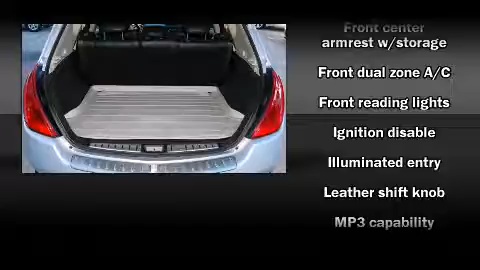 Front center
armrest w/storage
Front dual zone A/C
Front reading lights
Ignition disable
Illuminated entry
Leather shift knob
MP3 capability